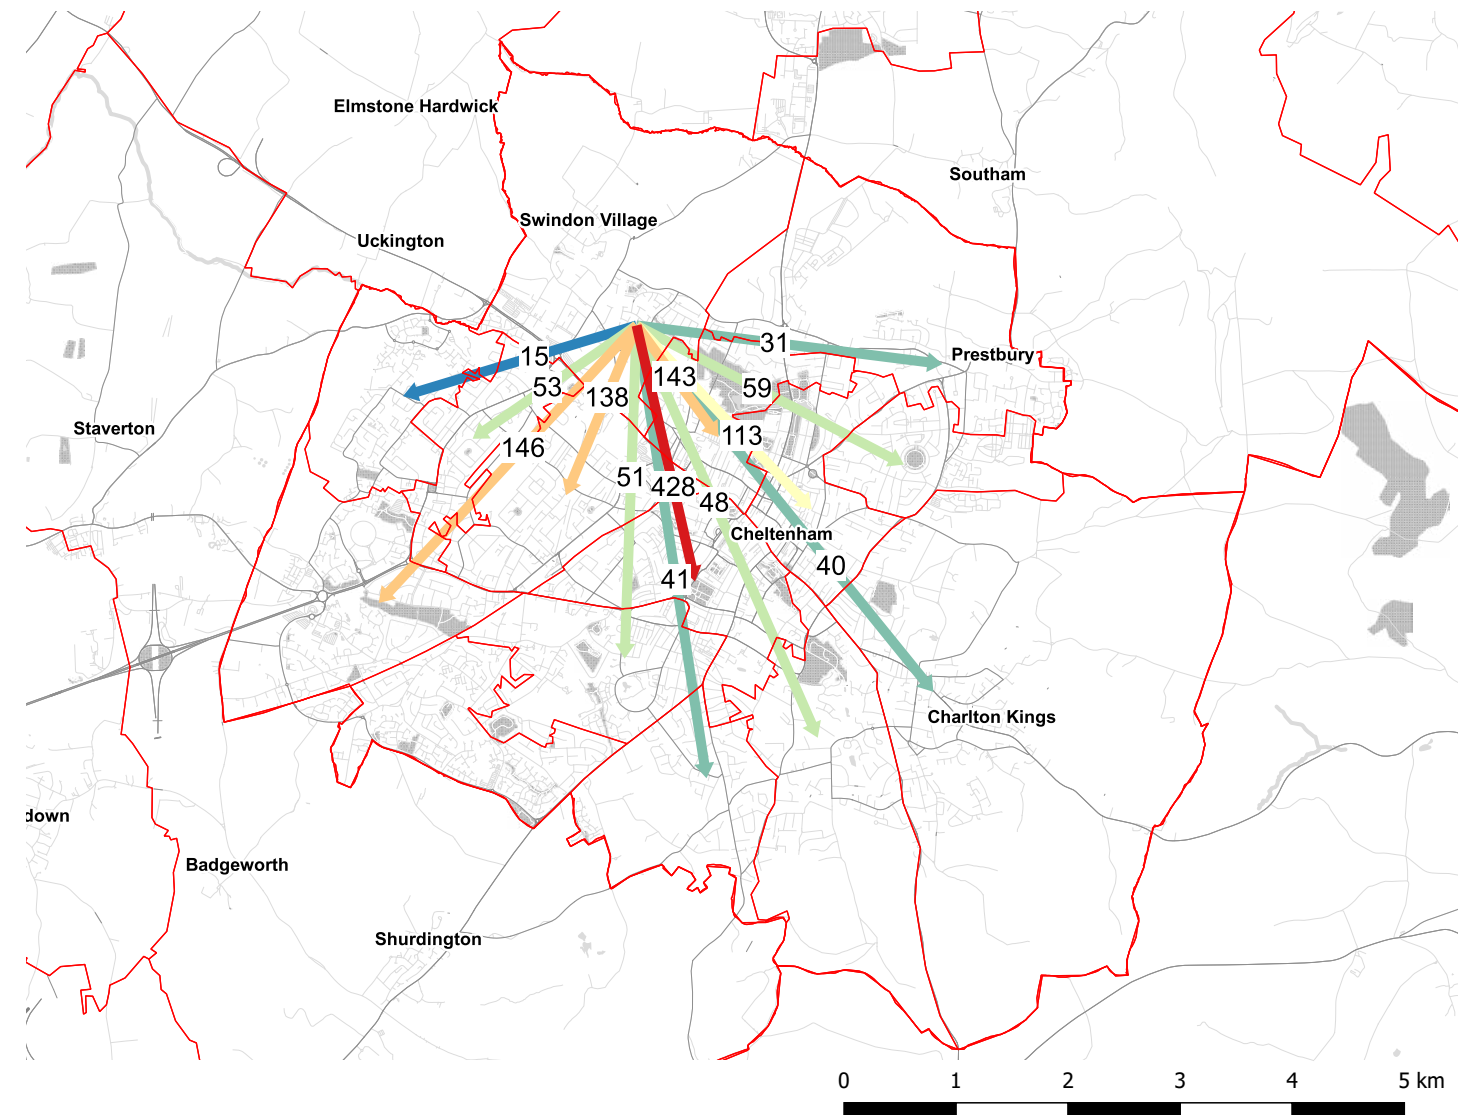 Elmstone Hardwick
Southam
Swindon Village
Uckington
31
Prestbury
15
143
53
59
138
Staverton
113
146
51
428
48
Cheltenham
40
41
Charlton Kings
down
Badgeworth
Shurdington
0 1 2 3 4 5 km